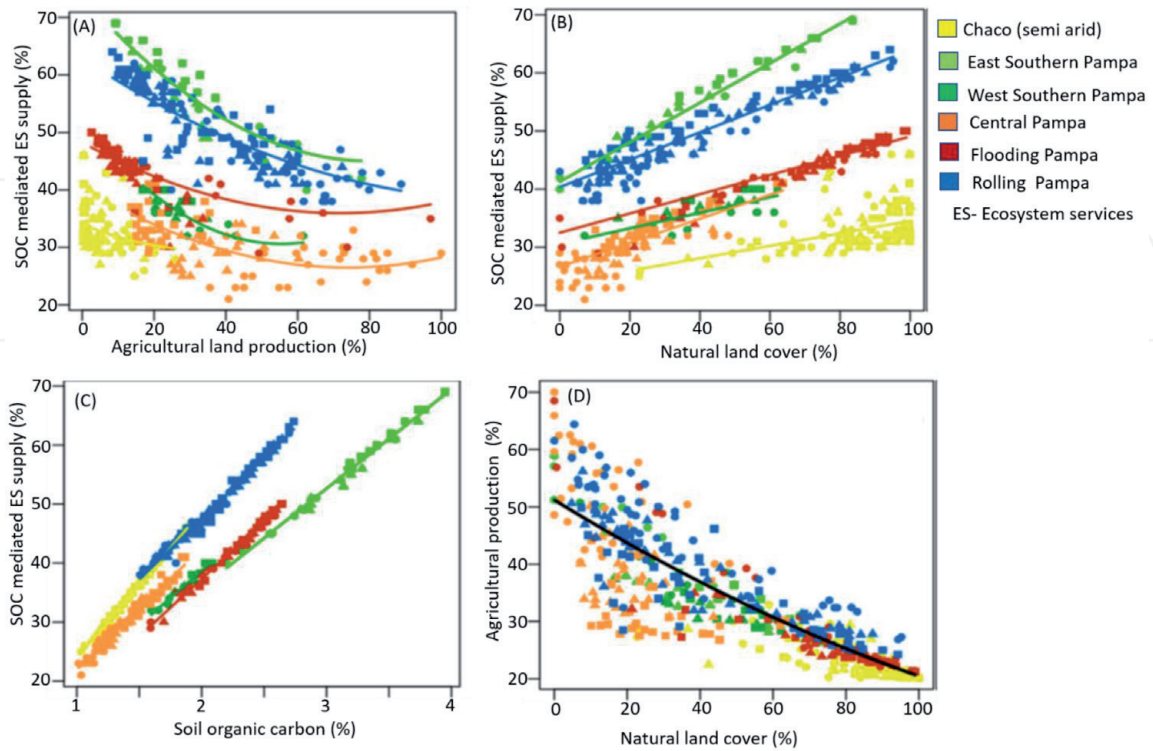 (A)
SOC mediated ES supply (%)
70
60
50
40
30
20
0 20 40 60 80 100
Agricultural land production (%)
(B)
SOC mediated ES supply (%)
70
60
50
40
30
20
0 20 40 60 80 100
Natural land cover (%)
Chaco (semi arid)
East Southern Pampa
West Southern Pampa
Central Pampa
Flooding Pampa
Rolling Pampa
ES- Ecosystem services
(C)
SOC mediated ES supply (%)
70
60
50
40
30
20
1 2 3 4
Soil organic carbon (%)
(D)
Agricultural production (%)
70
60
50
40
30
20
0 20 40 60 80 100
Natural land cover (%)